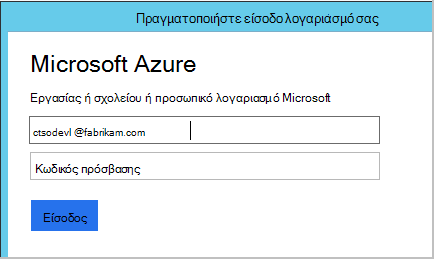 Πραγματοποιήστε είσοδο λογαριασμό σας
Microsoft Azure
Εργασίας ή σχολείου ή προσωπικό λογαριασμό Microsoft
ctsodevl @fabrikam.com
Κωδικός πρόσβασης
Είσοδος